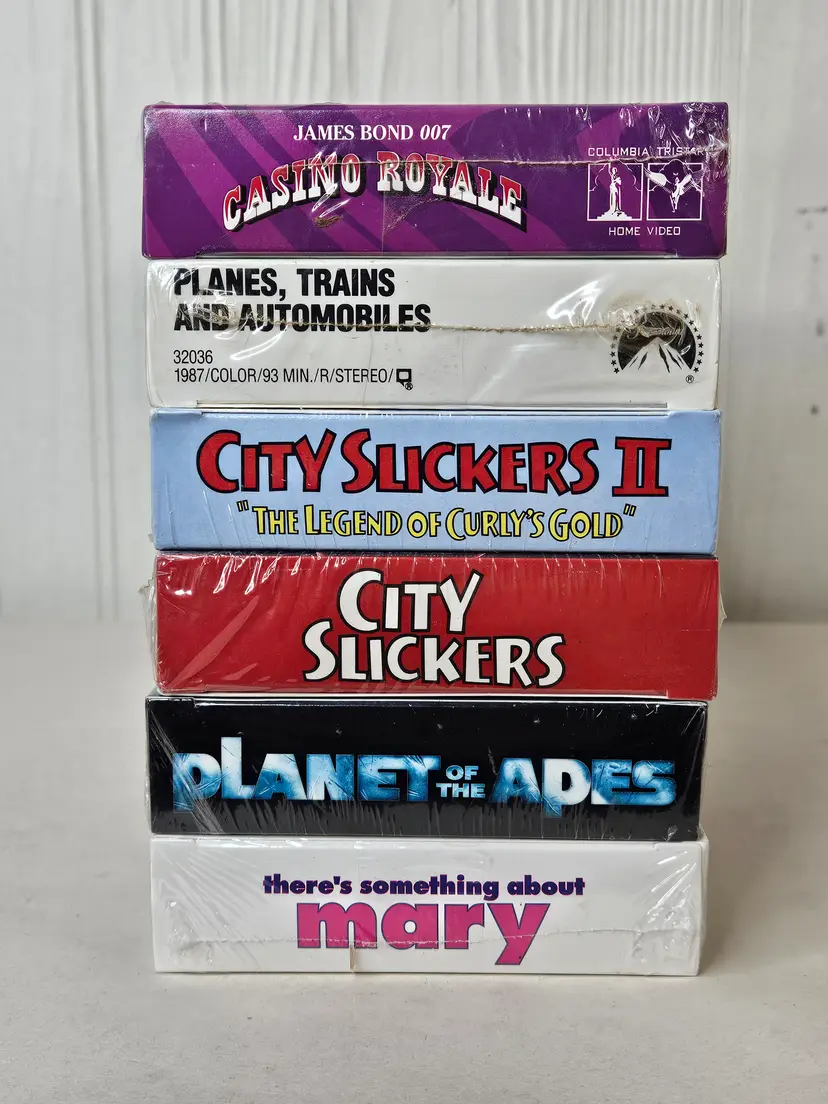 JAMES BOND 007
CASINO ROYALE
COLUMBIA TRISTAR
HOME VIDEO
PLANES, TRAINS
AND AUTOMOBILES
32036
1987/COLOR/93 MIN./R/STEREO/
®
CITY SLICKERS II
"THE LEGEND OF CURLY'S GOLD"
CITY
SLICKERS
PLANET OF THE APES
there's something about
mary